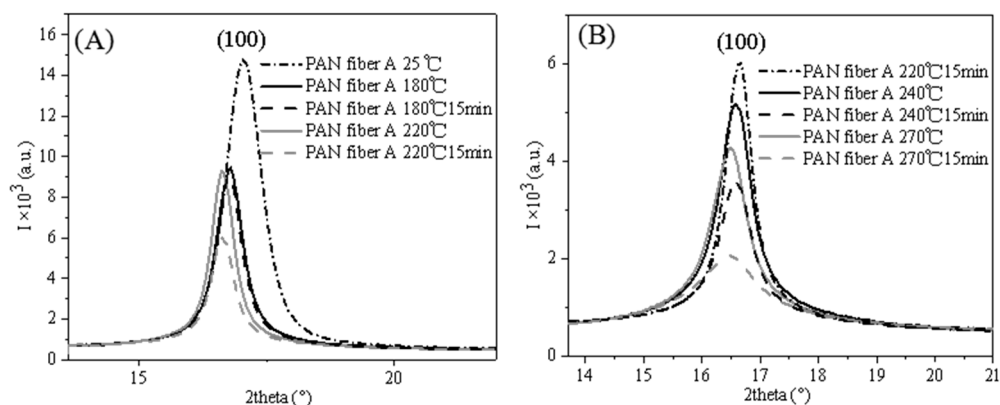 (A)
(100)
PAN fiber A 25℃
PAN fiber A 180℃
PAN fiber A 180℃15min
PAN fiber A 220℃
PAN fiber A 220℃15min
16
14
12
10
9
8
6
4
3
1
0
I ×10³ (a.u.)
15
20
2theta (°)
(B)
(100)
PAN fiber A 220℃15min
PAN fiber A 240℃
PAN fiber A 240℃15min
PAN fiber A 270℃
PAN fiber A 270℃15min
6
4
2
0
I ×10³ (a.u.)
14 15 16 17 18 19 20 21
2theta (°)